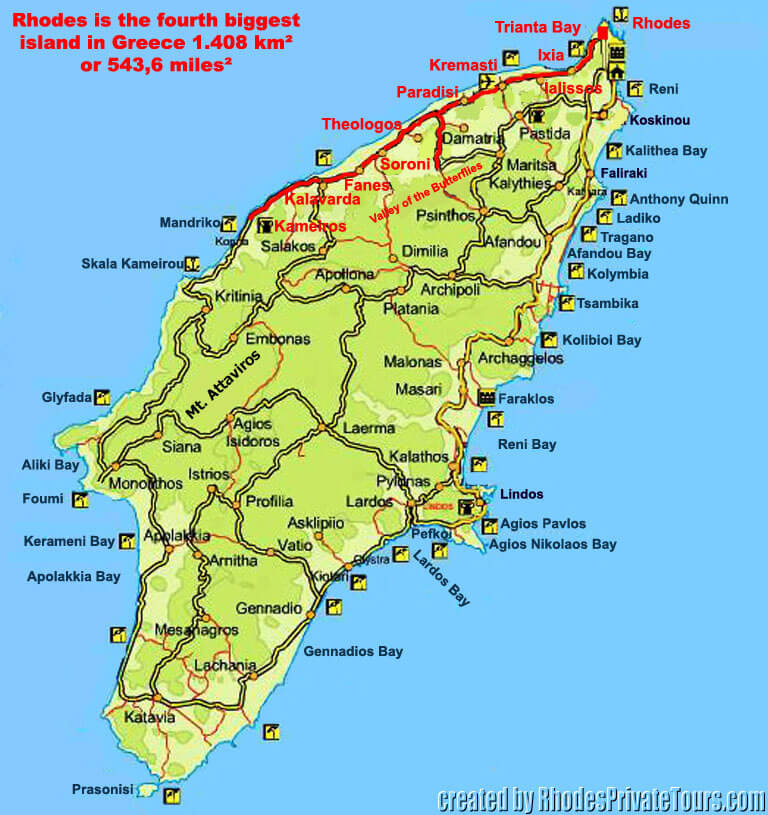 Rhodes is the fourth biggest
island in Greece 1.408 km²
or 543,6 miles²
Trianta Bay
Rhodes
Ixia
Kremasti
Ialissos
Paradisi
Reni
Theologos
Koskinou
Damatria
Pastida
Soroni
Kalithea Bay
Maritsa
Fanes
Valley of the Butterflies
Kalythies
Faliraki
Kalavarda
Anthony Quinn
Psinthos
Ladiko
Mandriko
Kameiros
Tragano
Salakos
Dimilia
Afandou
Afandou Bay
Skala Kameirou
Kolymbia
Apollona
Archipoli
Kritinia
Platania
Tsambika
Embonas
Kolibioi Bay
Mt. Attaviros
Malonas
Archaggelos
Masari
Glyfada
Faraklos
Agios
Isidoros
Laerma
Siana
Reni Bay
Kalathos
Aliki Bay
Istrios
Monolithos
Pylonas
Foumi
Profilia
Lardos
Lindos
Lindos
Asklipiio
Agios Pavlos
Kerameni Bay
Apolakkia
Pefkoi
Vatio
Agios Nikolaos Bay
Arnitha
Glystra
Apolakkia Bay
Kiotari
Lardos Bay
Gennadio
Mesanagros
Gennadios Bay
Lachania
Katavia
Prasonisi
created by RhodesPrivateTours.com